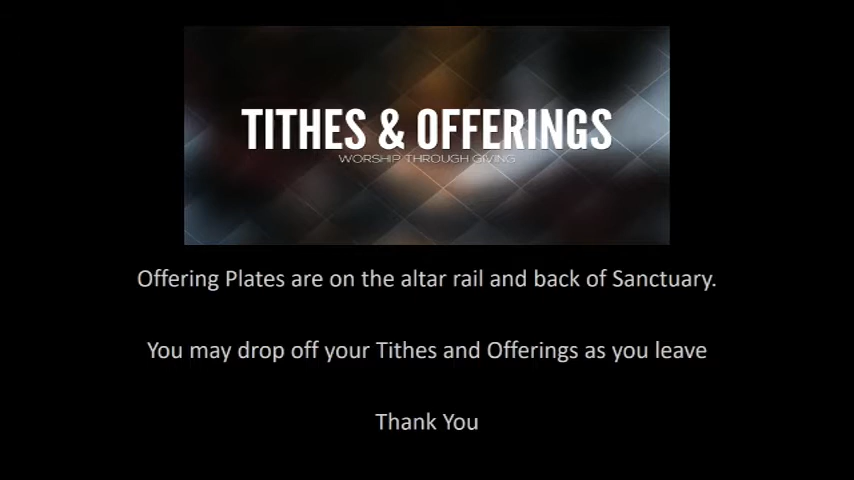 TITHES & OFFERINGS
WORSHIP THROUGH GIVING
Offering Plates are on the altar rail and back of Sanctuary.
You may drop off your Tithes and Offerings as you leave
Thank You